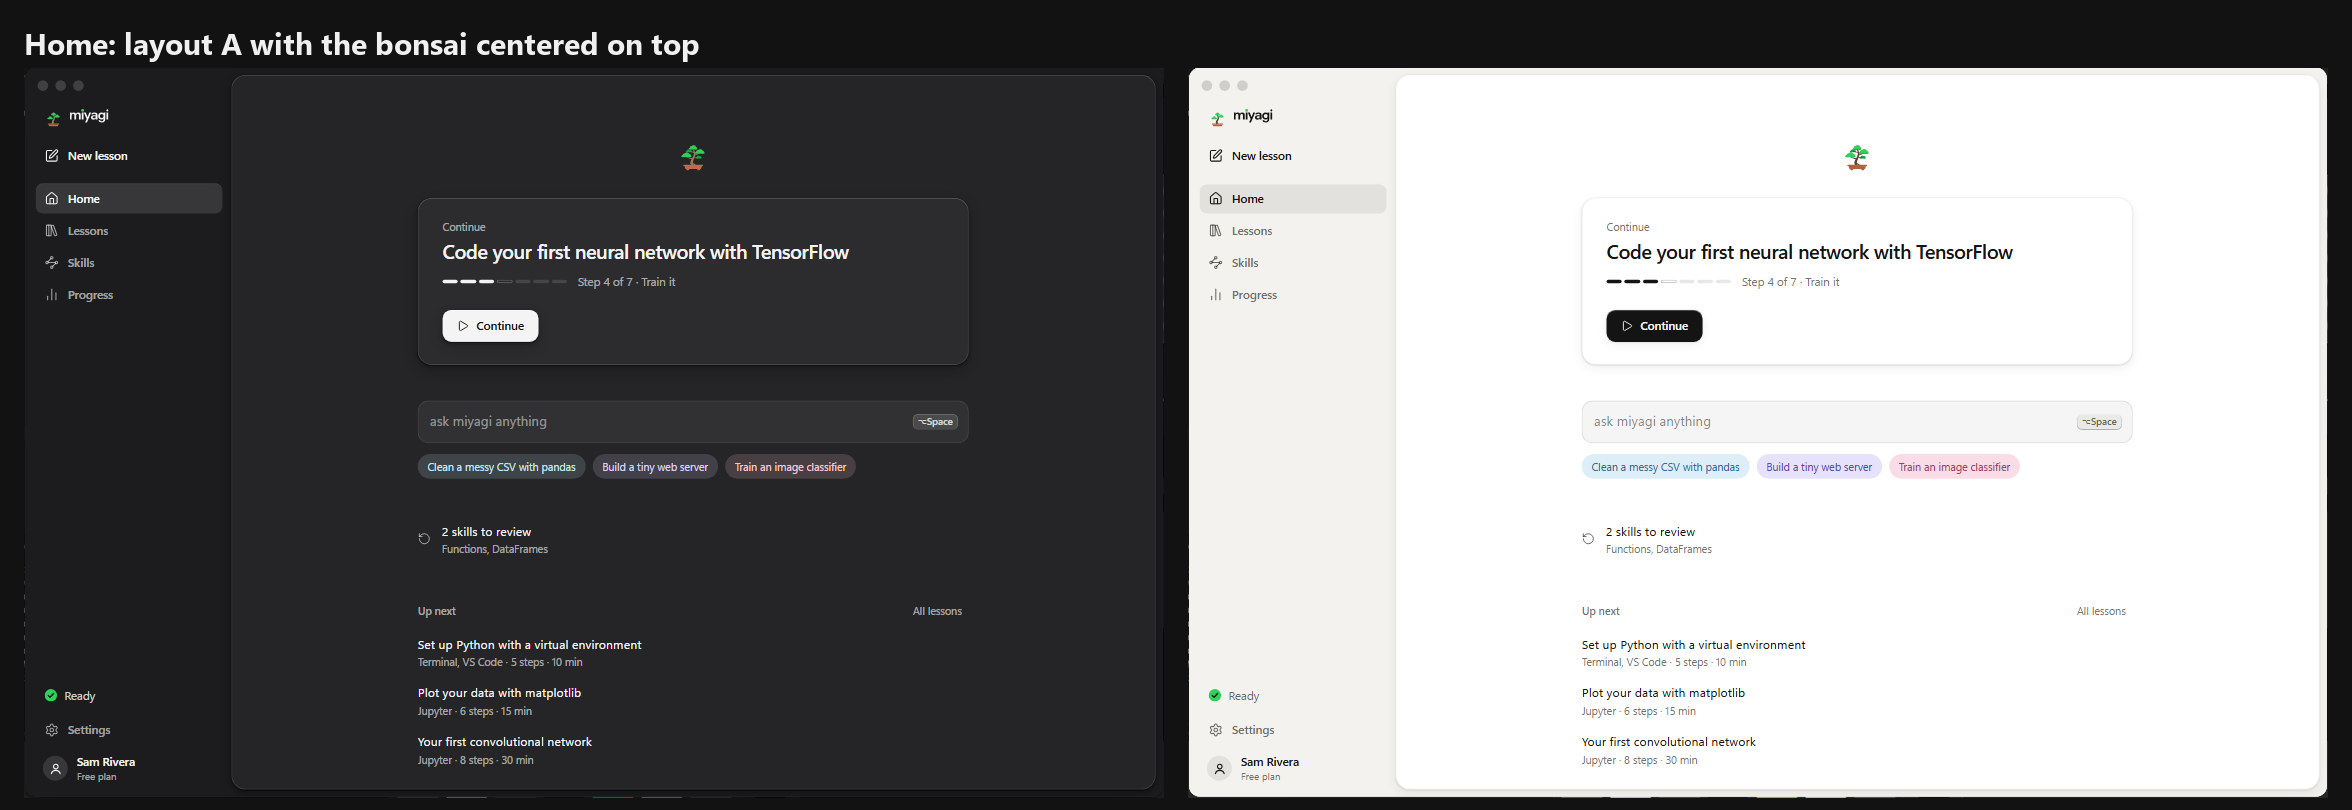 Home: layout A with the bonsai centered on top
miyagi
New lesson
Home
Lessons
Skills
Progress
Ready
Settings
Sam Rivera
Free plan
Continue
Code your first neural network with TensorFlow
Step 4 of 7 · Train it
Continue
ask miyagi anything
⌥Space
Clean a messy CSV with pandas
Build a tiny web server
Train an image classifier
2 skills to review
Functions, DataFrames
Up next
All lessons
Set up Python with a virtual environment
Terminal, VS Code · 5 steps · 10 min
Plot your data with matplotlib
Jupyter · 6 steps · 15 min
Your first convolutional network
Jupyter · 8 steps · 30 min
miyagi
New lesson
Home
Lessons
Skills
Progress
Ready
Settings
Sam Rivera
Free plan
Continue
Code your first neural network with TensorFlow
Step 4 of 7 · Train it
Continue
ask miyagi anything
⌥Space
Clean a messy CSV with pandas
Build a tiny web server
Train an image classifier
2 skills to review
Functions, DataFrames
Up next
All lessons
Set up Python with a virtual environment
Terminal, VS Code · 5 steps · 10 min
Plot your data with matplotlib
Jupyter · 6 steps · 15 min
Your first convolutional network
Jupyter · 8 steps · 30 min